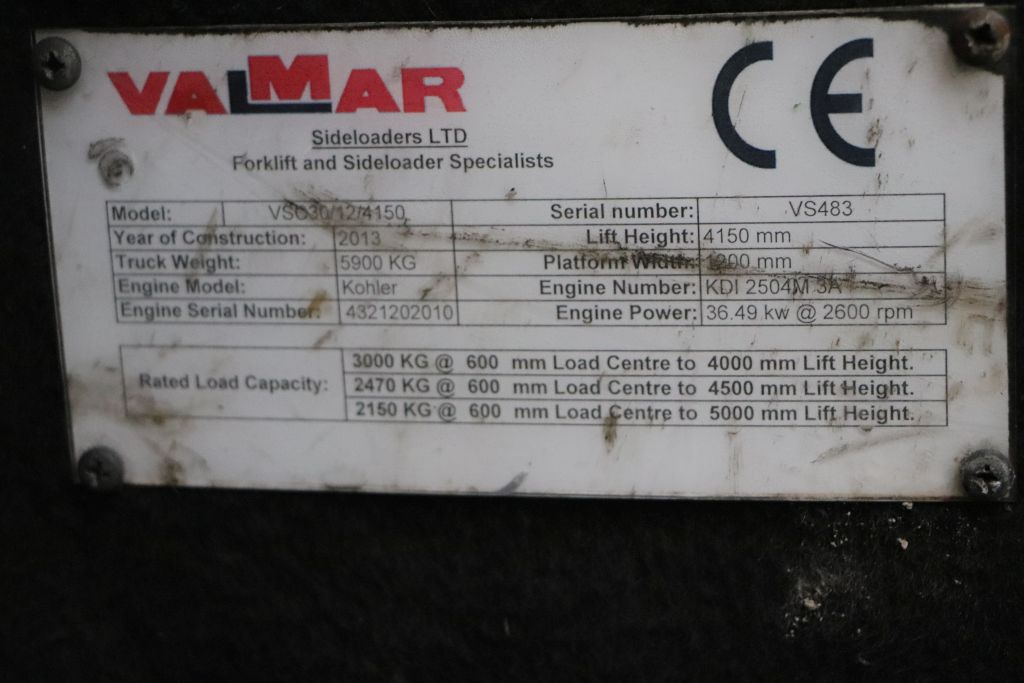 VALMAR
CE
Sideloaders LTD
Forklift and Sideloader Specialists
Model: VSC30/12/4150 Serial number: VS483
Year of Construction: 2013 Lift Height: 4150 mm
Truck Weight: 5900 KG Platform Width: 1200 mm
Engine Model: Kohler Engine Number: KDI 2504M 3A
Engine Serial Number: 4321202010 Engine Power: 36.49 kw @ 2600 rpm
Rated Load Capacity:
3000 KG @ 600 mm Load Centre to 4000 mm Lift Height.
2470 KG @ 600 mm Load Centre to 4500 mm Lift Height.
2150 KG @ 600 mm Load Centre to 5000 mm Lift Height.